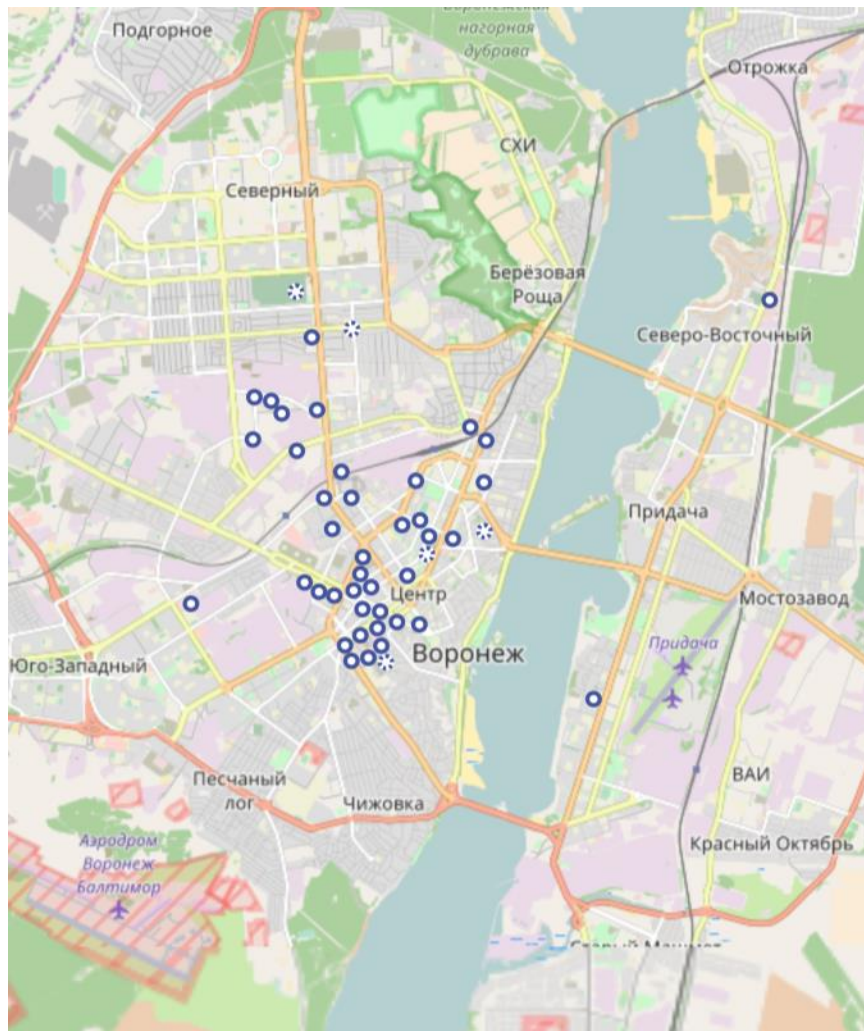 Подгорное
нагорная
дубрава
Отрожка
СХИ
Северный
Берёзовая
Роща
Северо-Восточный
Придача
Центр
Мостозавод
Придача
Воронеж
Юго-Западный
Песчаный
лог
Чижовка
ВАИ
Аэродром
Воронеж
Балтимор
Красный Октябрь